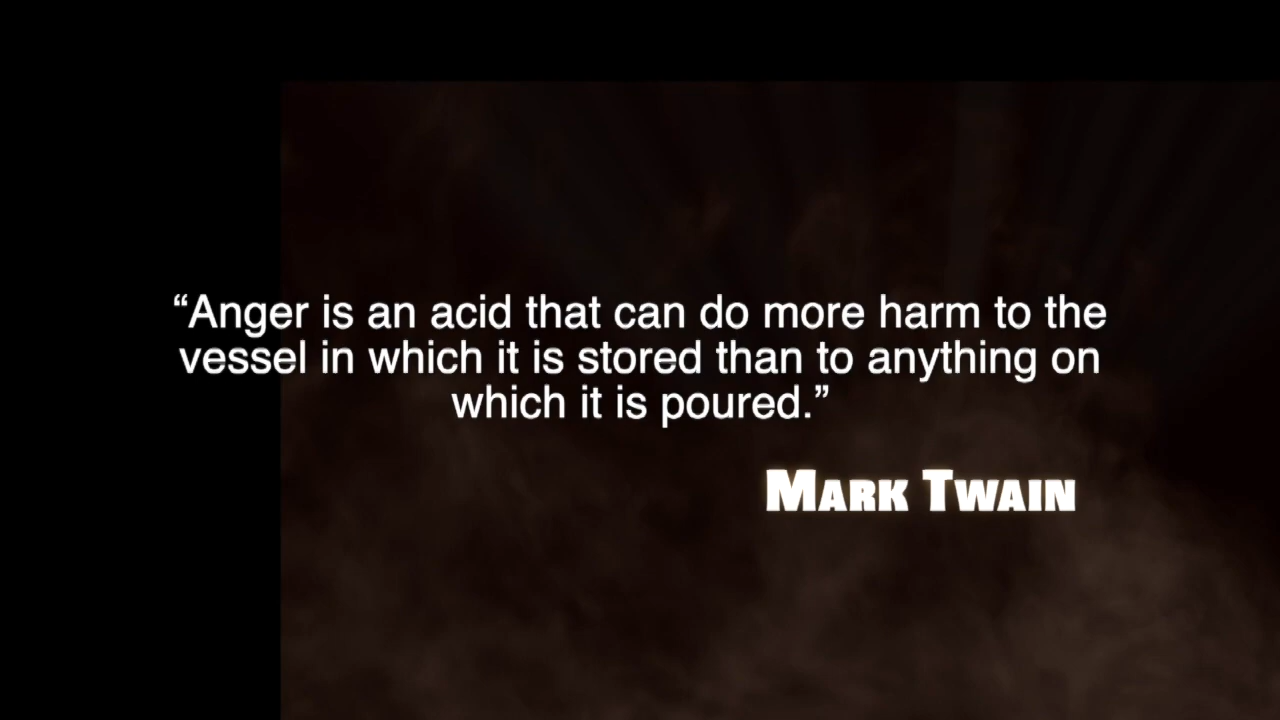 “Anger is an acid that can do more harm to the
vessel in which it is stored than to anything on
which it is poured.”
Mark Twain